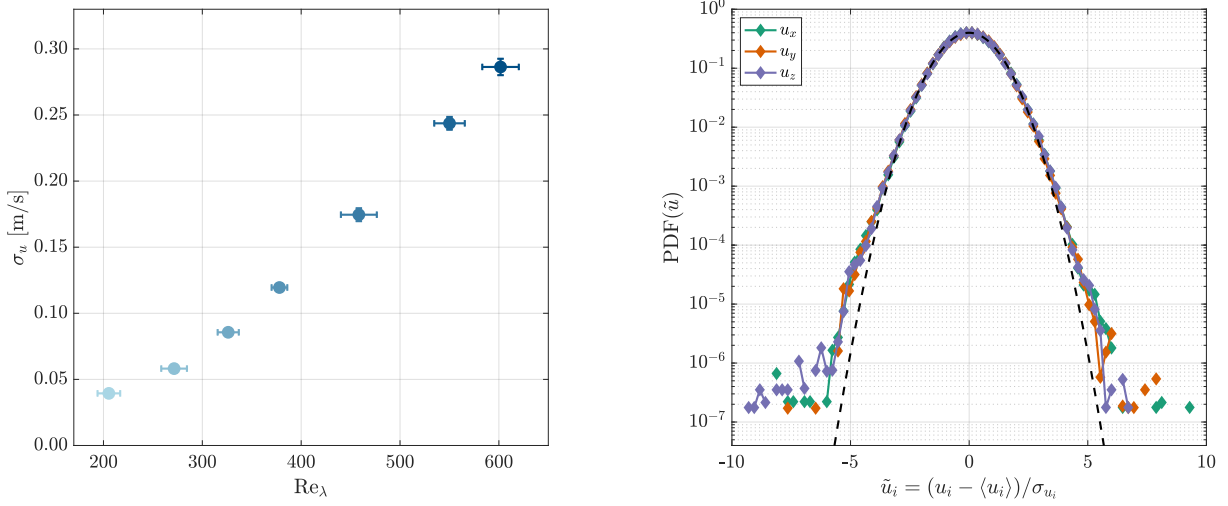 0.30
0.25
0.20
0.15
0.10
0.05
0.00
σ_u [m/s]
200 300 400 500 600
Re_λ
10^0
10^{-1}
10^{-2}
10^{-3}
10^{-4}
10^{-5}
10^{-6}
10^{-7}
PDF(ũ)
u_x
u_y
u_z
-10 -5 0 5 10
ũ_i = (u_i − ⟨u_i⟩)/σ_{u_i}